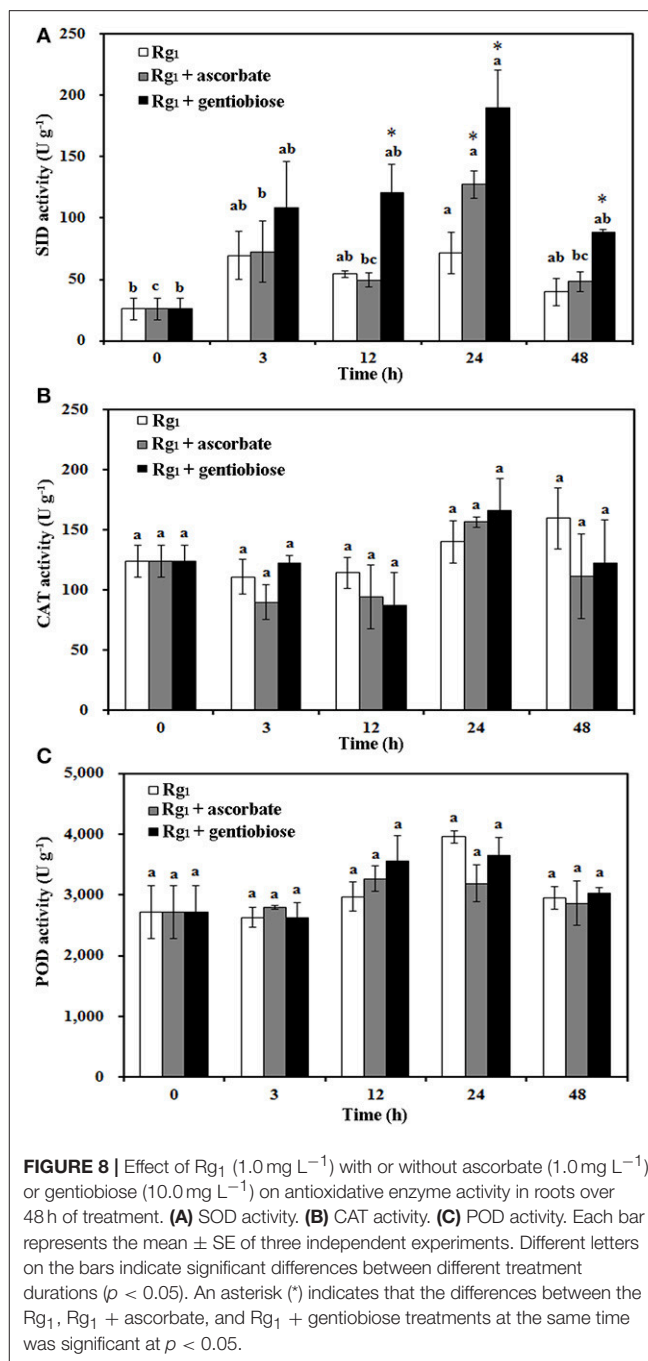 A
250
200
150
100
50
0
SID activity (U g-1)
Rg1
Rg1 + ascorbate
Rg1 + gentiobiose
b c b
ab b ab
ab bc * ab
a * a * a
ab bc * ab
0 3 12 24 48
Time (h)
B
250
200
150
100
50
0
CAT activity (U g-1)
Rg1
Rg1 + ascorbate
Rg1 + gentiobiose
a a a
a a a
a a a
a a a
a a a
0 3 12 24 48
Time (h)
C
5,000
4,000
3,000
2,000
1,000
0
POD activity (U g-1)
Rg1
Rg1 + ascorbate
Rg1 + gentiobiose
a a a
a a a
a a a
a a a
a a a
0 3 12 24 48
Time (h)
FIGURE 8 | Effect of Rg1 (1.0 mg L−1) with or without ascorbate (1.0 mg L−1)
or gentiobiose (10.0 mg L−1) on antioxidative enzyme activity in roots over
48 h of treatment. (A) SOD activity. (B) CAT activity. (C) POD activity. Each bar
represents the mean ± SE of three independent experiments. Different letters
on the bars indicate significant differences between different treatment
durations (p < 0.05). An asterisk (*) indicates that the differences between the
Rg1, Rg1 + ascorbate, and Rg1 + gentiobiose treatments at the same time
was significant at p < 0.05.